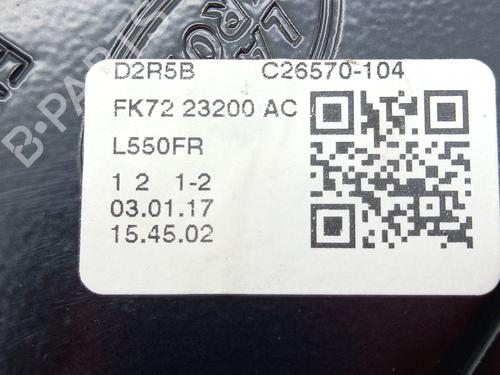 D2R5B C26570-104
FK72 23200 AC
L550FR
1 2 1-2
03.01.17
15.45.02
B-PARTS